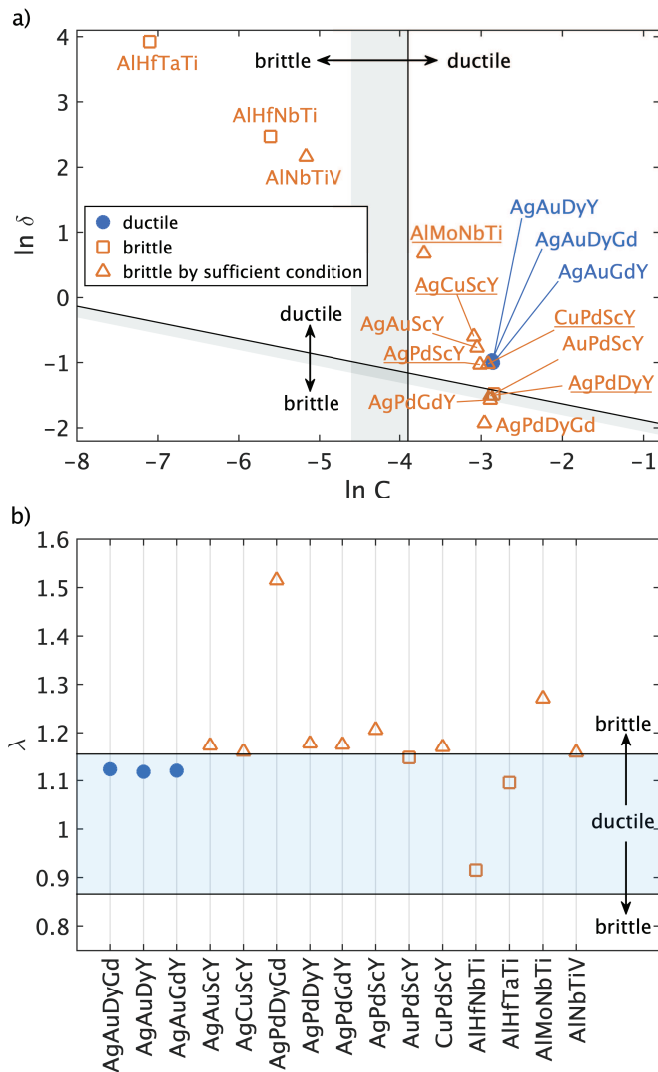 a)
4
3
2
1
0
-1
-2
ln δ
AlHfTaTi
brittle
ductile
AlHfNbTi
AlNbTiV
ductile
brittle
brittle by sufficient condition
AgAuDyY
AgAuDyGd
AgAuGdY
AlMoNbTi
AgCuScY
AgAuScY
CuPdScY
AgPdScY
AuPdScY
AgPdDyY
AgPdGdY
AgPdDyGd
ductile
brittle
-8
-7
-6
-5
-4
-3
-2
-1
ln C
b)
1.6
1.5
1.4
1.3
1.2
1.1
1
0.9
0.8
λ
brittle
ductile
brittle
AgAuDyGd
AgAuDyY
AgAuGdY
AgAuScY
AgCuScY
AgPdDyGd
AgPdDyY
AgPdGdY
AgPdScY
AuPdScY
CuPdScY
AlHfNbTi
AlHfTaTi
AlMoNbTi
AlNbTiV